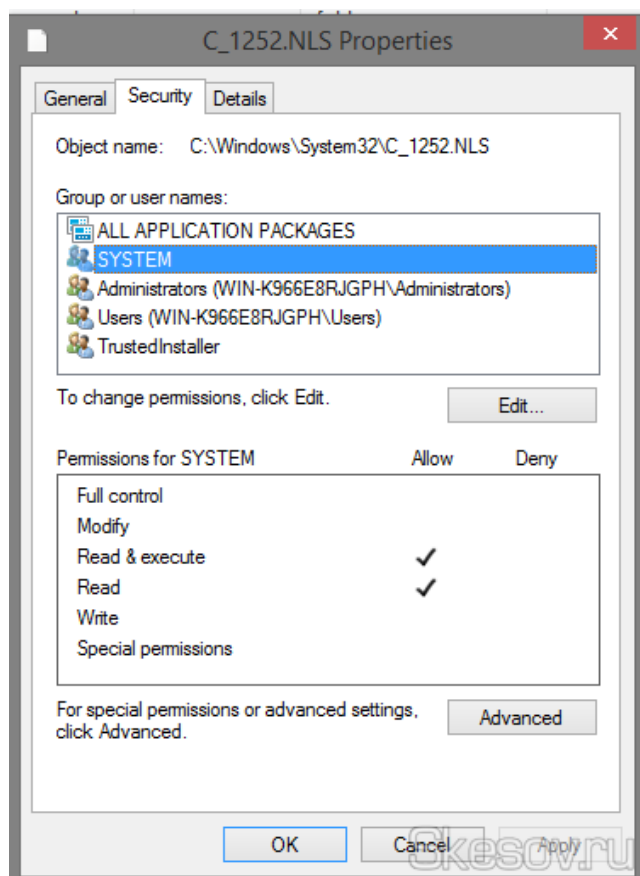 C_1252.NLS Properties
General Security Details
Object name: C:\Windows\System32\C_1252.NLS
Group or user names:
ALL APPLICATION PACKAGES
SYSTEM
Administrators (WIN-K966E8RJGPH\Administrators)
Users (WIN-K966E8RJGPH\Users)
TrustedInstaller
To change permissions, click Edit.
Edit...
Permissions for SYSTEM Allow Deny
Full control
Modify
Read & execute
Read
Write
Special permissions
For special permissions or advanced settings,
click Advanced.
Advanced
OK Cancel Apply
Skesov.ru